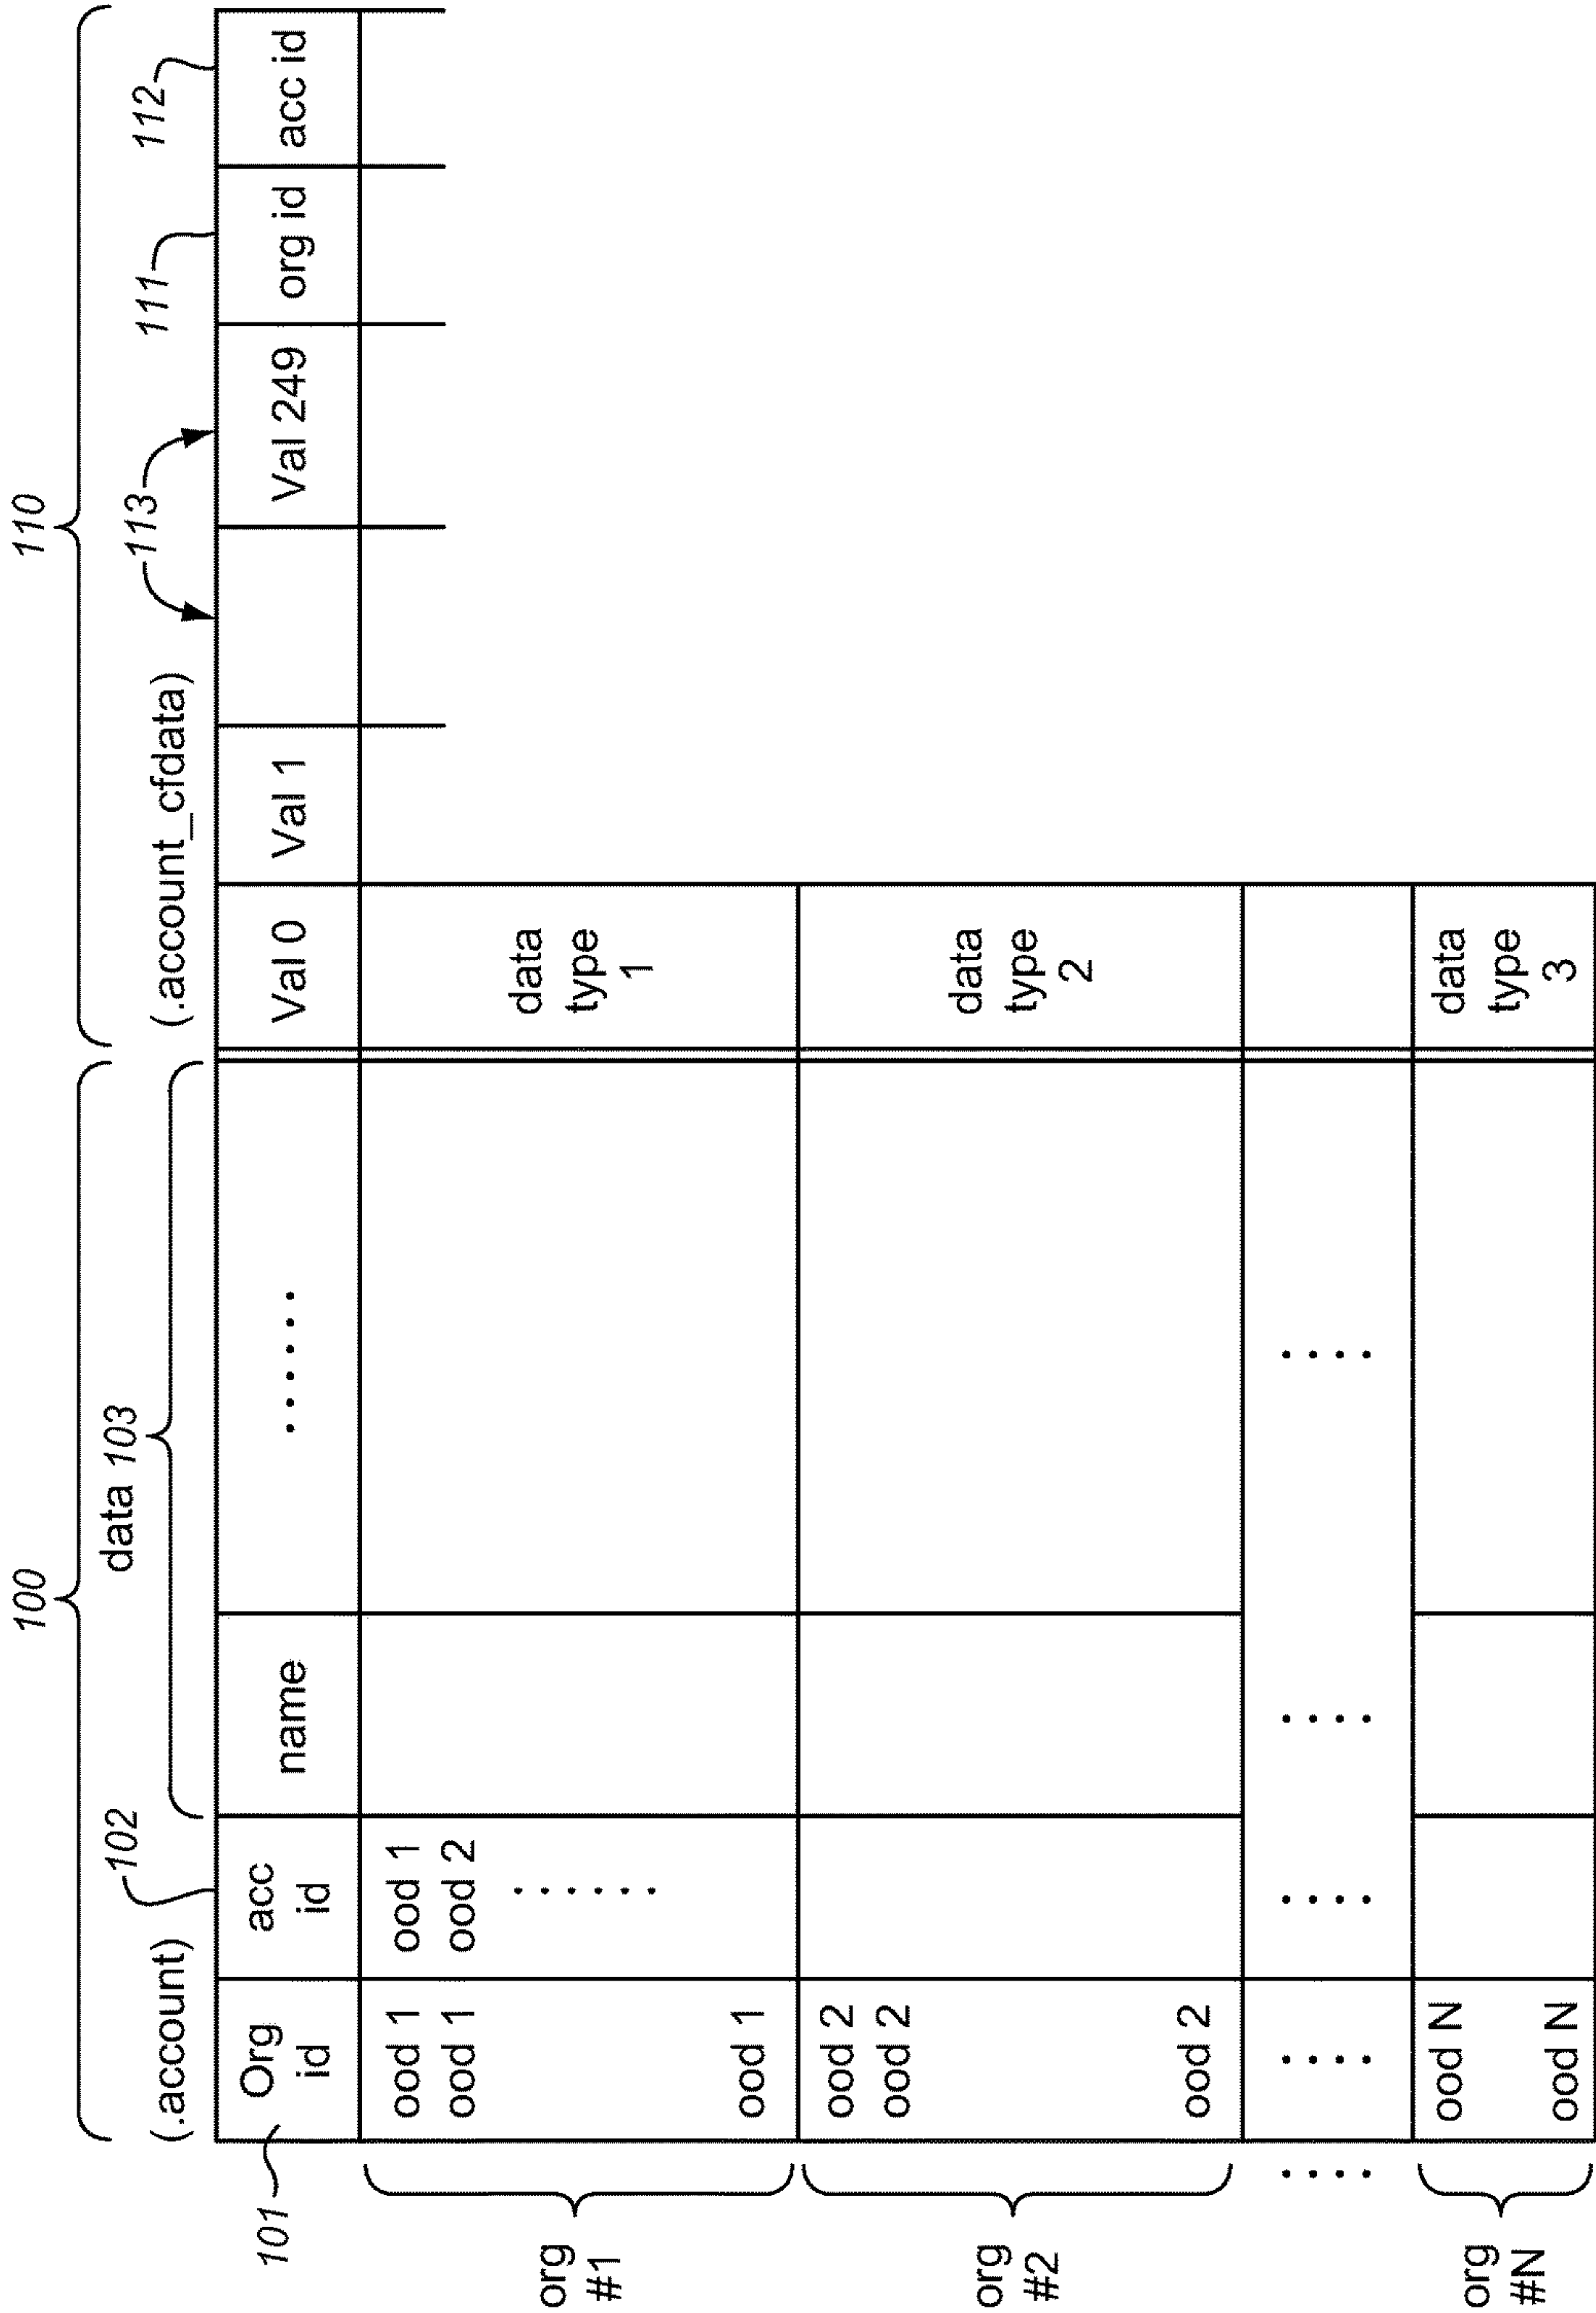 100
110
(.account)
102
data 103
(.account_cfdata)
113
111
112
101
Org
id
acc
id
name
......
Val 0
Val 1
Val 249
org id
acc id
org
#1
ood 1
ood 1
ood 1
ood 1
ood 2
......
data
type
1
org
#2
ood 2
ood 2
ood 2
data
type
2
....
....
....
....
....
org
#N
ood N
ood N
data
type
3